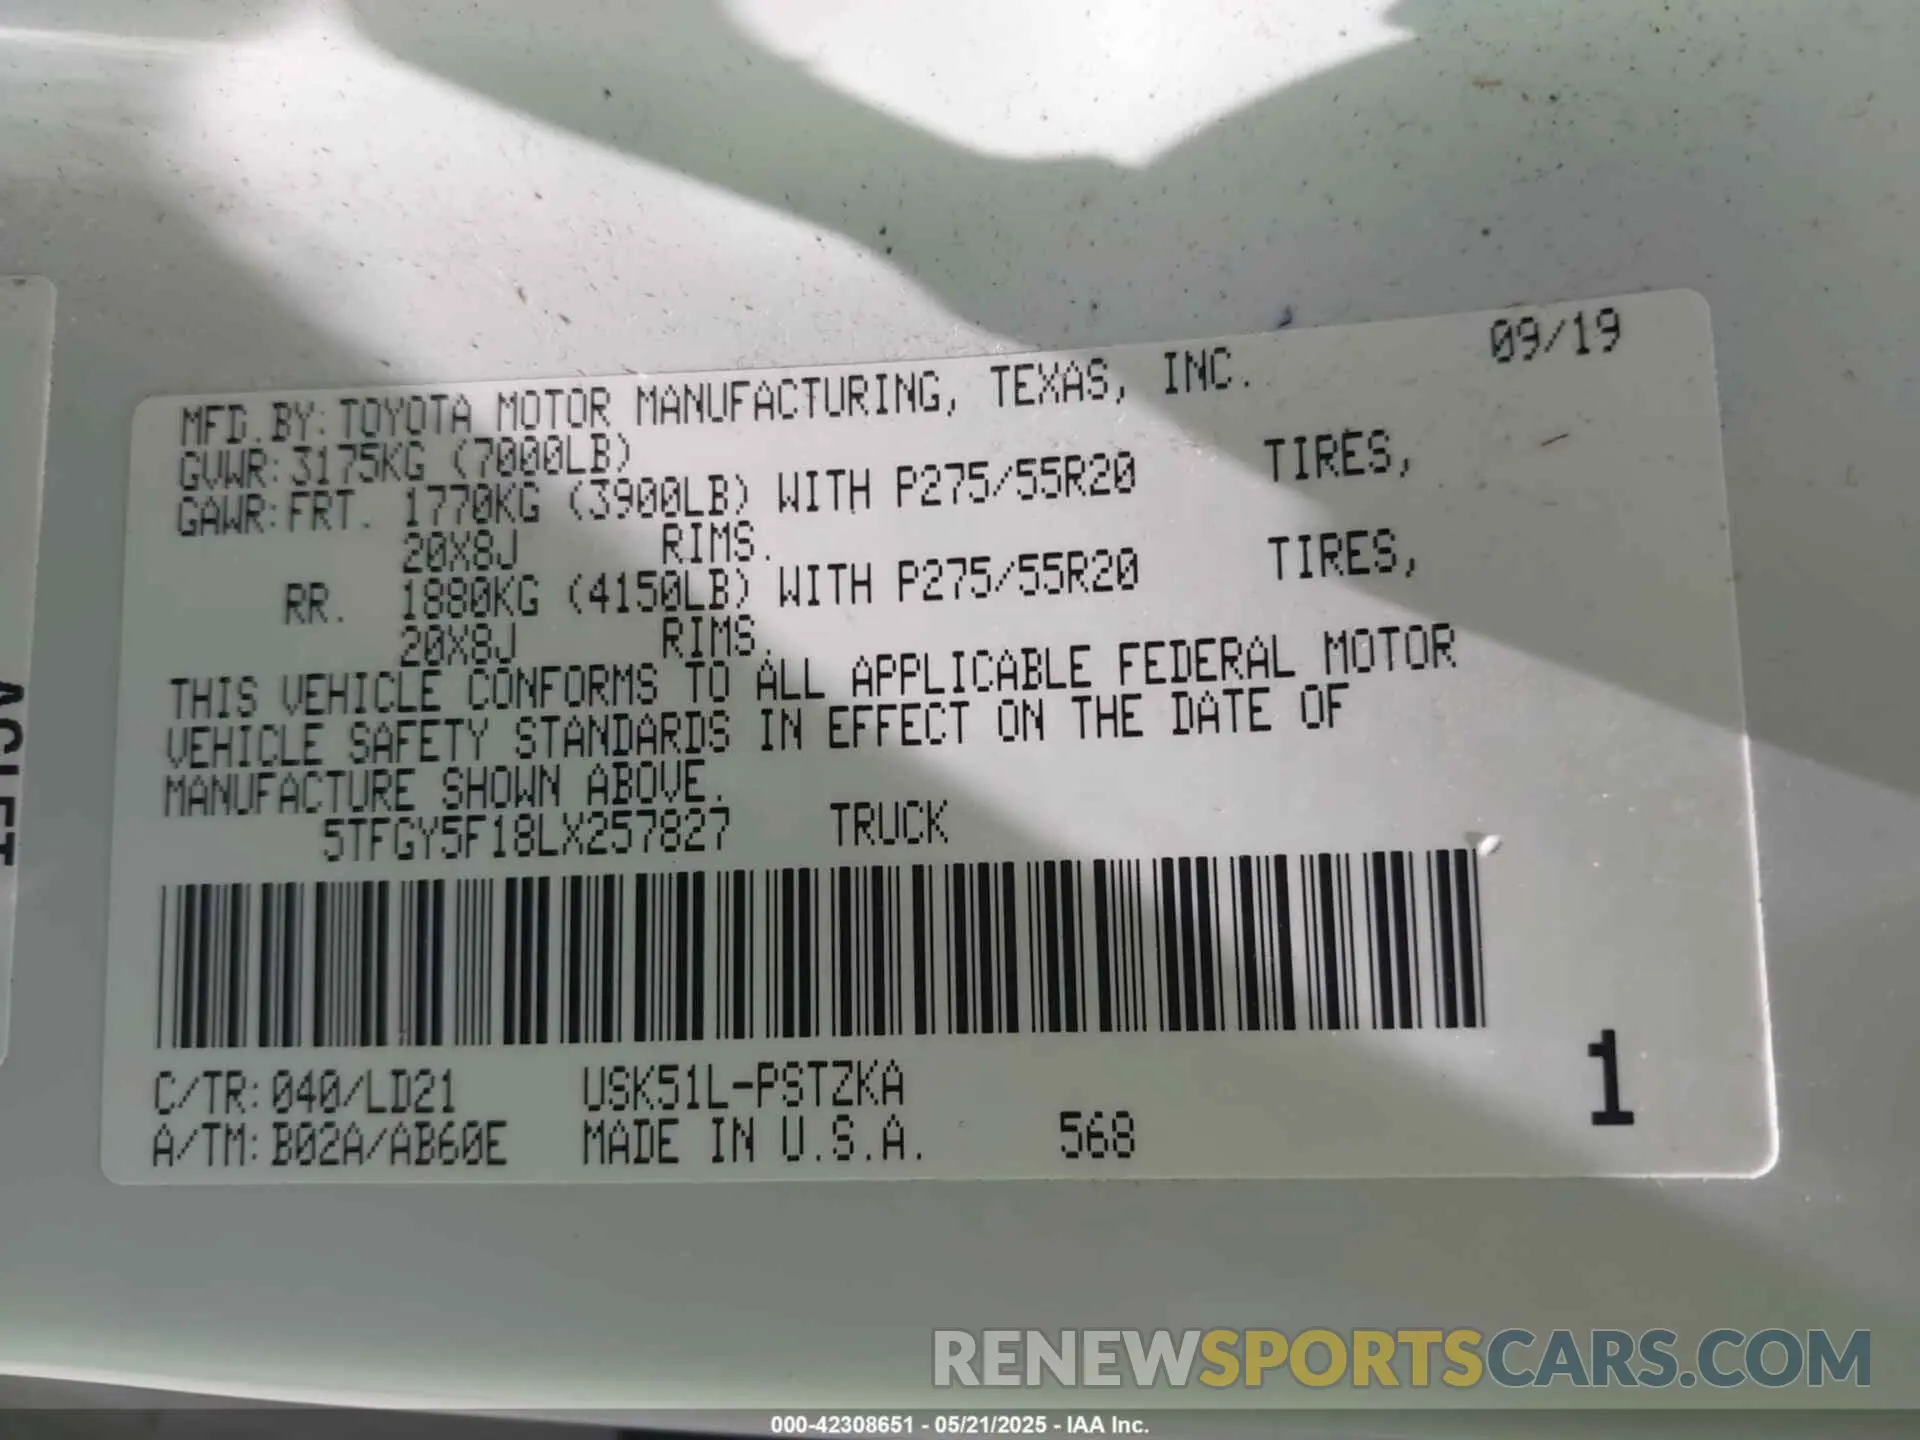 09/19
MFD.BY:TOYOTA MOTOR MANUFACTURING, TEXAS, INC.
GVWR:3175KG (7000LB)
GAWR:FRT. 1770KG (3900LB) WITH P275/55R20 TIRES,
20X8J RIMS.
RR. 1880KG (4150LB) WITH P275/55R20 TIRES,
20X8J RIMS.
THIS VEHICLE CONFORMS TO ALL APPLICABLE FEDERAL MOTOR
VEHICLE SAFETY STANDARDS IN EFFECT ON THE DATE OF
MANUFACTURE SHOWN ABOVE.
5TFGY5F18LX257827 TRUCK
C/TR:040/LD21 USK51L-PSTZKA
A/TM:B02A/AB60E MADE IN U.S.A. 568
1
RENEWSPORTSCARS.COM
000-42308651 - 05/21/2025 - IAA Inc.